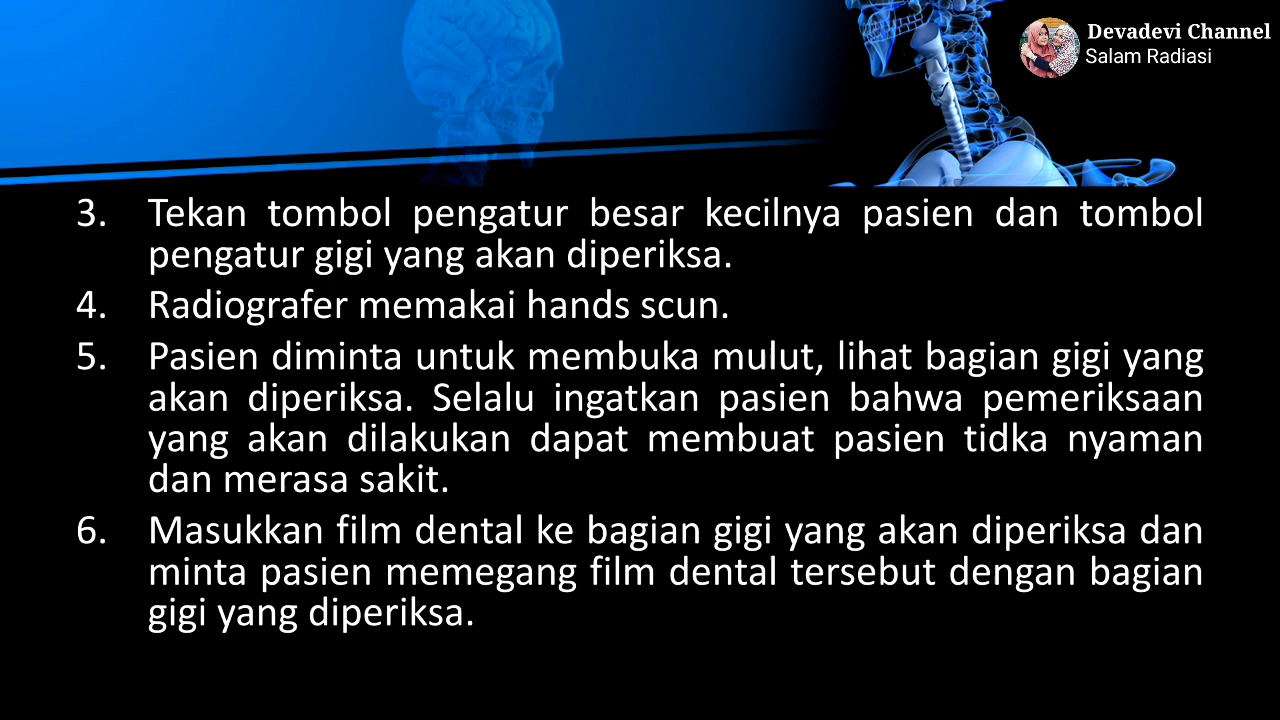 Devadevi Channel
Salam Radiasi
3. Tekan tombol pengatur besar kecilnya pasien dan tombol
pengatur gigi yang akan diperiksa.
4. Radiografer memakai hands scun.
5. Pasien diminta untuk membuka mulut, lihat bagian gigi yang
akan diperiksa. Selalu ingatkan pasien bahwa pemeriksaan
yang akan dilakukan dapat membuat pasien tidka nyaman
dan merasa sakit.
6. Masukkan film dental ke bagian gigi yang akan diperiksa dan
minta pasien memegang film dental tersebut dengan bagian
gigi yang diperiksa.